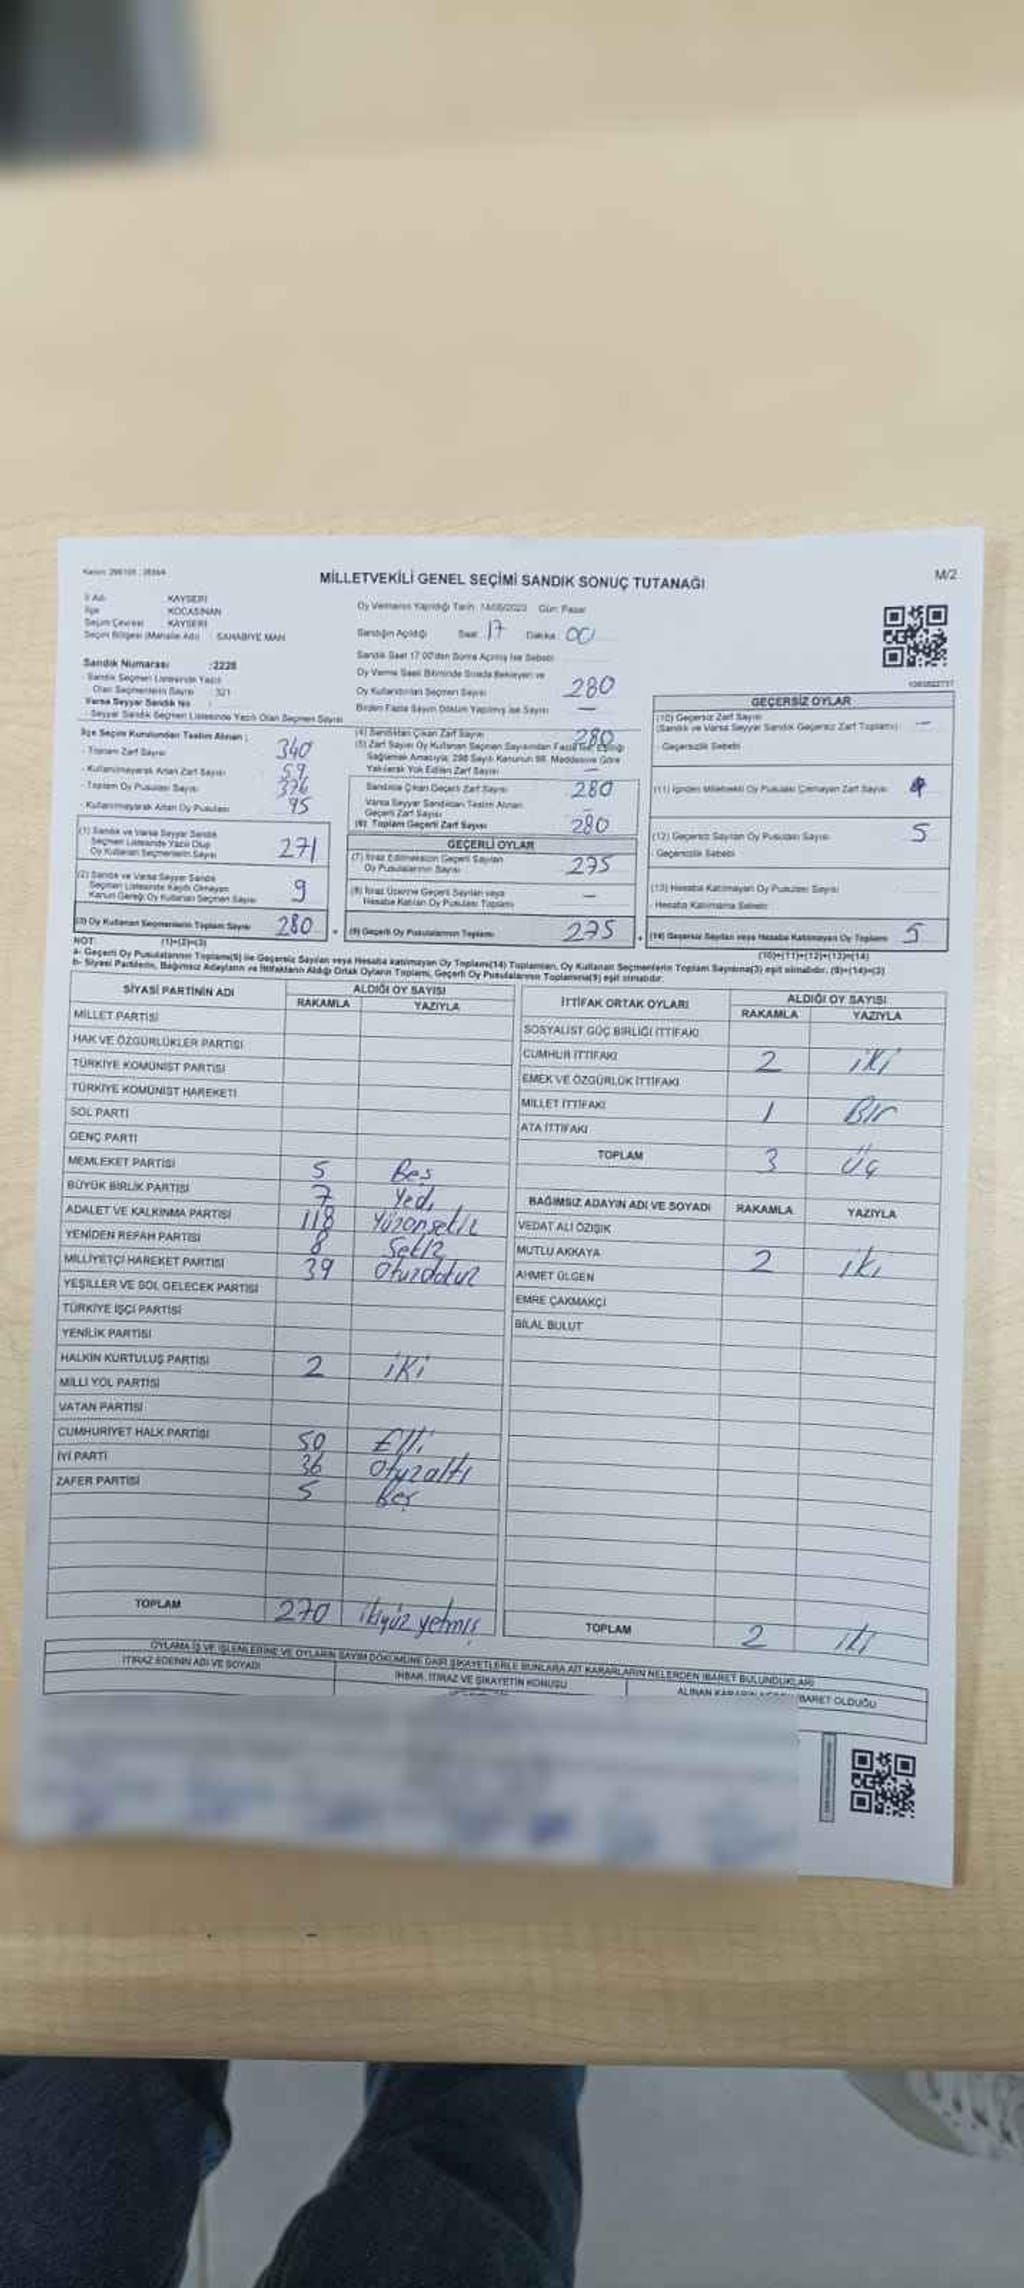 MİLLETVEKİLİ GENEL SEÇİMİ SANDIK SONUÇ TUTANAĞI
M/2
İl Adı : KAYSERİ
İlçe : KOCASİNAN
Seçim Çevresi : KAYSERİ
Seçim Bölgesi (Mahalle Adı) : SAHABİYE MAH
Oy Vermenin Yapıldığı Tarih: 14/05/2023 Gün: Pazar
Sandığın Açıldığı Saat: 17 Dakika: 00
Sandık Saat 17:00'den Sonra Açılmış İse Sebebi:
Oy Verme Saati Bitiminde Sırada Bekleyen ve
Oy Kullandırılan Seçmen Sayısı 280
Birden Fazla Sayım Döküm Yapılmış İse Sayısı —
Sandık Numarası :2228
- Sandık Seçmen Listesinde Yazılı
Olan Seçmenlerin Sayısı : 321
Varsa Seyyar Sandık No :
- Seyyar Sandık Seçmen Listesinde Yazılı Olan Seçmen Sayısı
İlçe Seçim Kurulundan Teslim Alınan ;
- Toplam Zarf Sayısı 340
- Kullanılmayarak Artan Zarf Sayısı 59
- Toplam Oy Pusulası Sayısı
- Kullanılmayarak Artan Oy Pusulası 95
(1) Sandık ve Varsa Seyyar Sandık
Seçmen Listesinde Yazılı Olup
Oy Kullanan Seçmenlerin Sayısı 271
(2) Sandık ve Varsa Seyyar Sandık
Seçmen Listesinde Kayıtlı Olmayan
Kanun Gereği Oy Kullanan Seçmen Sayısı 9
(3) Oy Kullanan Seçmenlerin Toplam Sayısı 280
(4) Sandıktan Çıkan Zarf Sayısı 280
(5) Zarf Sayısı Oy Kullanan Seçmen Sayısından Fazla İse, Eşitliği
Sağlamak Amacıyla; 298 Sayılı Kanunun 98. Maddesine Göre
Yakılarak Yok Edilen Zarf Sayısı —
Sandıkta Çıkan Geçerli Zarf Sayısı 280
Varsa Seyyar Sandıktan Teslim Alınan
Geçerli Zarf Sayısı —
(6) Toplam Geçerli Zarf Sayısı 280
GEÇERLİ OYLAR
(7) İtiraz Edilmeksizin Geçerli Sayılan
Oy Pusulalarının Sayısı 275
(8) İtiraz Üzerine Geçerli Sayılan veya
Hesaba Katılan Oy Pusulası Toplamı —
(9) Geçerli Oy Pusulalarının Toplamı 275
GEÇERSİZ OYLAR
(10) Geçersiz Zarf Sayısı
(Sandık ve Varsa Seyyar Sandık Geçersiz Zarf Toplamı) —
- Geçersizlik Sebebi
(11) İçinden Milletvekili Oy Pusulası Çıkmayan Zarf Sayısı
(12) Geçersiz Sayılan Oy Pusulası Sayısı 5
- Geçersizlik Sebebi
(13) Hesaba Katılmayan Oy Pusulası Sayısı
- Hesaba Katılmama Sebebi
(14) Geçersiz Sayılan veya Hesaba Katılmayan Oy Toplamı 5
NOT: (1)+(2)=(3)
(10)+(11)+(12)+(13)=(14)
a- Geçerli Oy Pusulalarının Toplamı(9) ile Geçersiz Sayılan veya Hesaba katılmayan Oy Toplamı(14) Toplamları, Oy Kullanan Seçmenlerin Toplam Sayısına(3) eşit olmalıdır. (9)+(14)=(3)
b- Siyasi Partilerin, Bağımsız Adayların ve İttifakların Aldığı Ortak Oyların Toplamı, Geçerli Oy Pusulalarının Toplamına(9) eşit olmalıdır.
SİYASİ PARTİNİN ADI ALDIĞI OY SAYISI
RAKAMLA YAZIYLA
MİLLET PARTİSİ
HAK VE ÖZGÜRLÜKLER PARTİSİ
TÜRKİYE KOMÜNİST PARTİSİ
TÜRKİYE KOMÜNİST HAREKETİ
SOL PARTİ
GENÇ PARTİ
MEMLEKET PARTİSİ 5 Beş
BÜYÜK BİRLİK PARTİSİ 7 Yedi
ADALET VE KALKINMA PARTİSİ 118 Yüzonsekiz
YENİDEN REFAH PARTİSİ 8 Sekiz
MİLLİYETÇİ HAREKET PARTİSİ 39 Otuzdokuz
YEŞİLLER VE SOL GELECEK PARTİSİ
TÜRKİYE İŞÇİ PARTİSİ
YENİLİK PARTİSİ
HALKIN KURTULUŞ PARTİSİ 2 iki
MİLLİ YOL PARTİSİ
VATAN PARTİSİ
CUMHURİYET HALK PARTİSİ 50 Elli
İYİ PARTİ 36 Otuzaltı
ZAFER PARTİSİ 5 Beş
TOPLAM 270 ikiyüz yetmiş
İTTİFAK ORTAK OYLARI ALDIĞI OY SAYISI
RAKAMLA YAZIYLA
SOSYALİST GÜÇ BİRLİĞİ İTTİFAKI
CUMHUR İTTİFAKI 2 iki
EMEK VE ÖZGÜRLÜK İTTİFAKI
MİLLET İTTİFAKI 1 Bir
ATA İTTİFAKI
TOPLAM 3 Üç
BAĞIMSIZ ADAYIN ADI VE SOYADI RAKAMLA YAZIYLA
VEDAT ALİ ÖZIŞIK
MUTLU AKKAYA 2 iki
AHMET ÜLGEN
EMRE ÇAKMAKÇI
BİLAL BULUT
TOPLAM 2 iki
OYLAMA İŞ VE İŞLEMLERİNE VE OYLARIN SAYIM DÖKÜMÜNE DAİR ŞİKAYETLERLE BUNLARA AİT KARARLARIN NELERDEN İBARET BULUNDUKLARI
İTİRAZ EDENİN ADI VE SOYADI
İHBAR, İTİRAZ VE ŞİKAYETİN KONUSU
ALINAN İBARET OLDUĞU